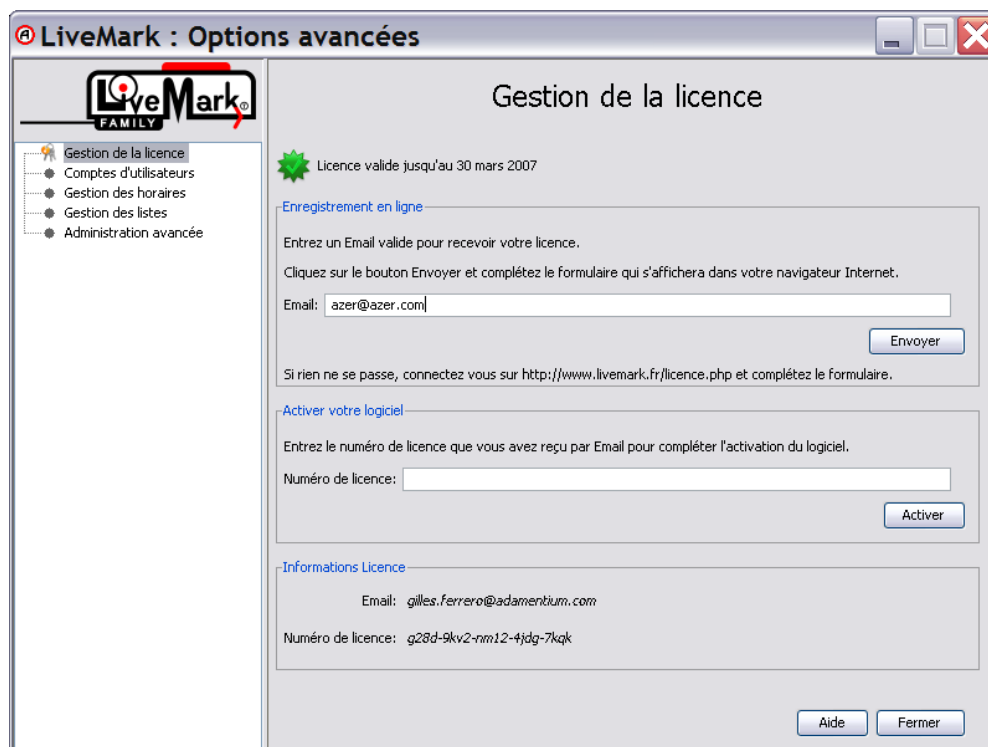 LiveMark : Options avancées
LiveMark
FAMILY
Gestion de la licence
Comptes d'utilisateurs
Gestion des horaires
Gestion des listes
Administration avancée
Gestion de la licence
Licence valide jusqu'au 30 mars 2007
Enregistrement en ligne
Entrez un Email valide pour recevoir votre licence.
Cliquez sur le bouton Envoyer et complétez le formulaire qui s'affichera dans votre navigateur Internet.
Email: azer@azer.com
Envoyer
Si rien ne se passe, connectez vous sur http://www.livemark.fr/licence.php et complétez le formulaire.
Activer votre logiciel
Entrez le numéro de licence que vous avez reçu par Email pour compléter l'activation du logiciel.
Numéro de licence:
Activer
Informations Licence
Email: gilles.ferrero@adamentium.com
Numéro de licence: g28d-9kv2-nm12-4jdg-7kqk
Aide Fermer